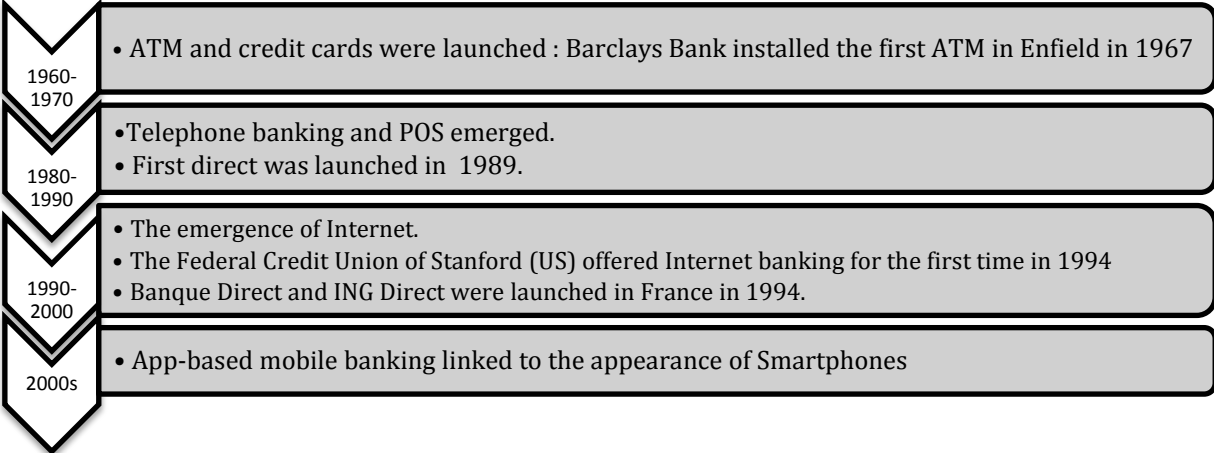 1960-
1970
• ATM and credit cards were launched : Barclays Bank installed the first ATM in Enfield in 1967
1980-
1990
•Telephone banking and POS emerged.
• First direct was launched in  1989.
1990-
2000
• The emergence of Internet.
• The Federal Credit Union of Stanford (US) offered Internet banking for the first time in 1994
• Banque Direct and ING Direct were launched in France in 1994.
2000s
• App-based mobile banking linked to the appearance of Smartphones